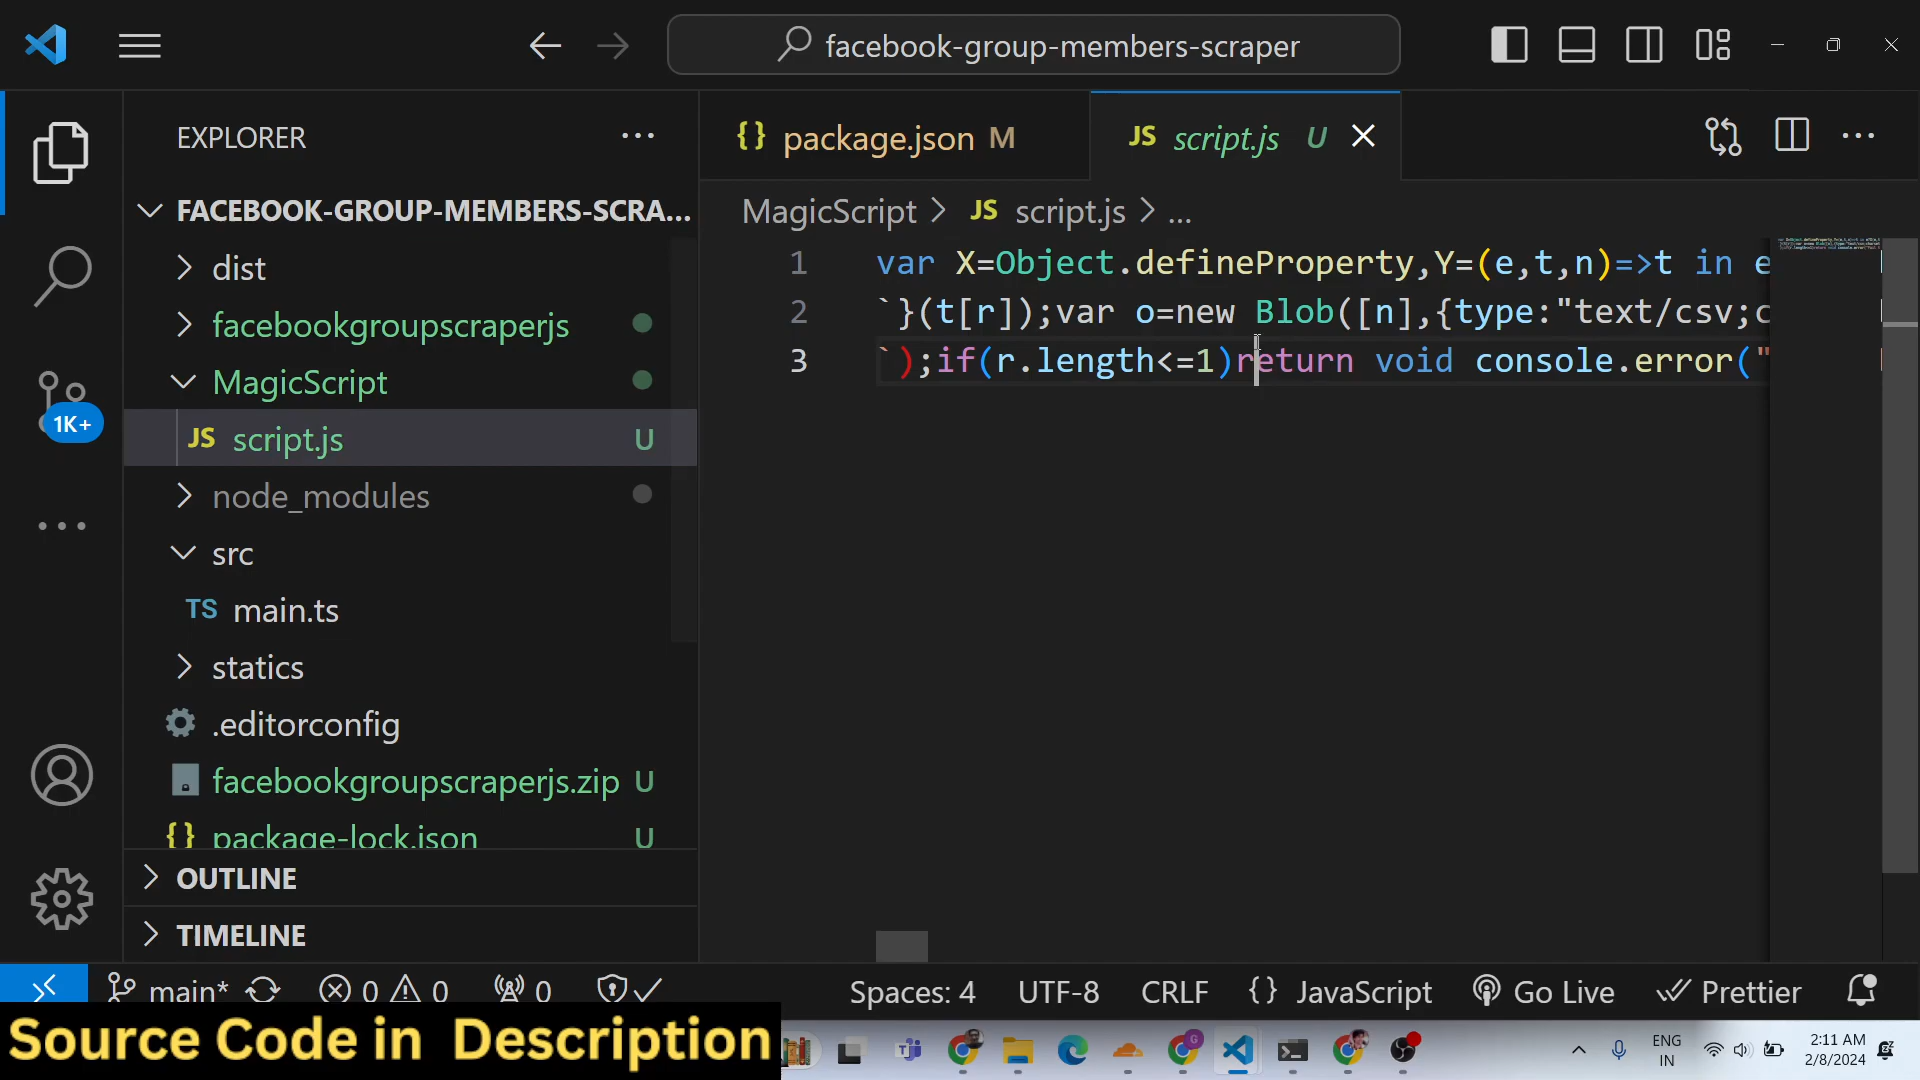 facebook-group-members-scraper
EXPLORER
FACEBOOK-GROUP-MEMBERS-SCRA...
dist
facebookgroupscraperjs
MagicScript
JS script.js U
node_modules
src
TS main.ts
statics
.editorconfig
facebookgroupscraperjs.zip U
{} package-lock.json U
OUTLINE
TIMELINE
1K+
{} package.json M
JS script.js U
MagicScript > JS script.js > ...
1 var X=Object.defineProperty,Y=(e,t,n)=>t in e
2 `}(t[r]);var o=new Blob([n],{type:"text/csv;c
3 `);if(r.length<=1)return void console.error("
main* 0 0 0
Spaces: 4 UTF-8 CRLF {} JavaScript Go Live Prettier
Source Code in Description
ENG
IN
2:11 AM
2/8/2024